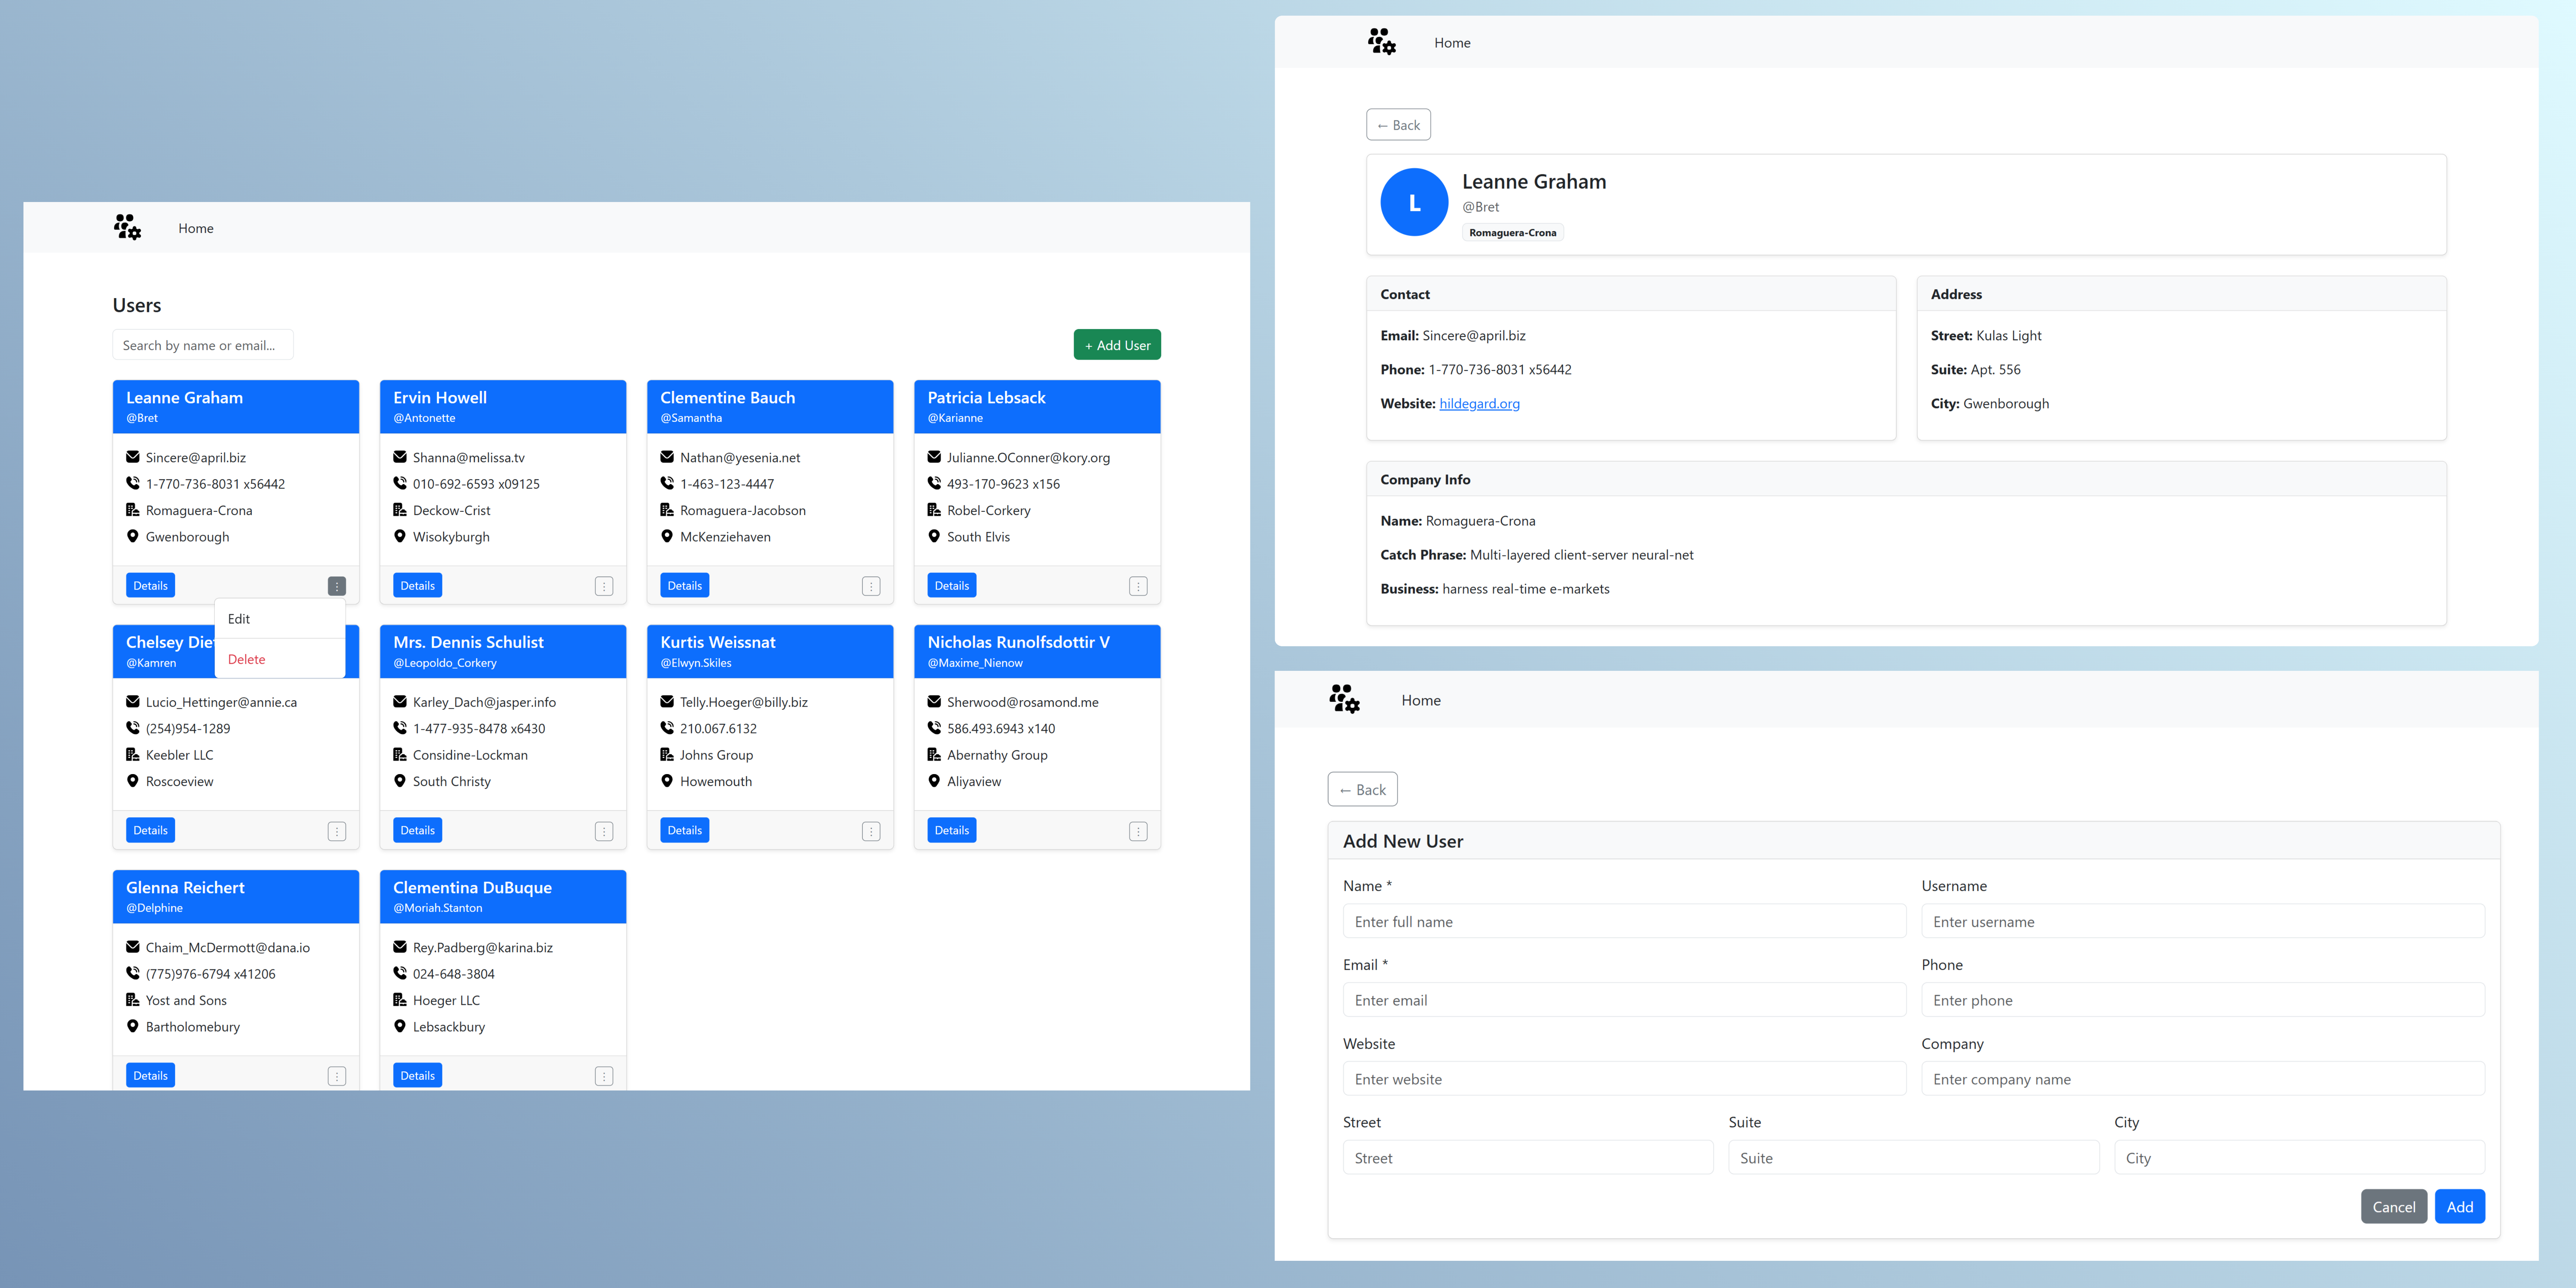 Home
Users
Search by name or email...
+ Add User
Leanne Graham
@Bret
Sincere@april.biz
1-770-736-8031 x56442
Romaguera-Crona
Gwenborough
Details
Edit
Delete
Ervin Howell
@Antonette
Shanna@melissa.tv
010-692-6593 x09125
Deckow-Crist
Wisokyburgh
Details
Clementine Bauch
@Samantha
Nathan@yesenia.net
1-463-123-4447
Romaguera-Jacobson
McKenziehaven
Details
Patricia Lebsack
@Karianne
Julianne.OConner@kory.org
493-170-9623 x156
Robel-Corkery
South Elvis
Details
Chelsey Die
@Kamren
Lucio_Hettinger@annie.ca
(254)954-1289
Keebler LLC
Roscoeview
Details
Mrs. Dennis Schulist
@Leopoldo_Corkery
Karley_Dach@jasper.info
1-477-935-8478 x6430
Considine-Lockman
South Christy
Details
Kurtis Weissnat
@Elwyn.Skiles
Telly.Hoeger@billy.biz
210.067.6132
Johns Group
Howemouth
Details
Nicholas Runolfsdottir V
@Maxime_Nienow
Sherwood@rosamond.me
586.493.6943 x140
Abernathy Group
Aliyaview
Details
Glenna Reichert
@Delphine
Chaim_McDermott@dana.io
(775)976-6794 x41206
Yost and Sons
Bartholomebury
Details
Clementina DuBuque
@Moriah.Stanton
Rey.Padberg@karina.biz
024-648-3804
Hoeger LLC
Lebsackbury
Details
Home
← Back
L
Leanne Graham
@Bret
Romaguera-Crona
Contact
Email: Sincere@april.biz
Phone: 1-770-736-8031 x56442
Website: hildegard.org
Address
Street: Kulas Light
Suite: Apt. 556
City: Gwenborough
Company Info
Name: Romaguera-Crona
Catch Phrase: Multi-layered client-server neural-net
Business: harness real-time e-markets
Home
← Back
Add New User
Name *
Enter full name
Username
Enter username
Email *
Enter email
Phone
Enter phone
Website
Enter website
Company
Enter company name
Street
Street
Suite
Suite
City
City
Cancel
Add